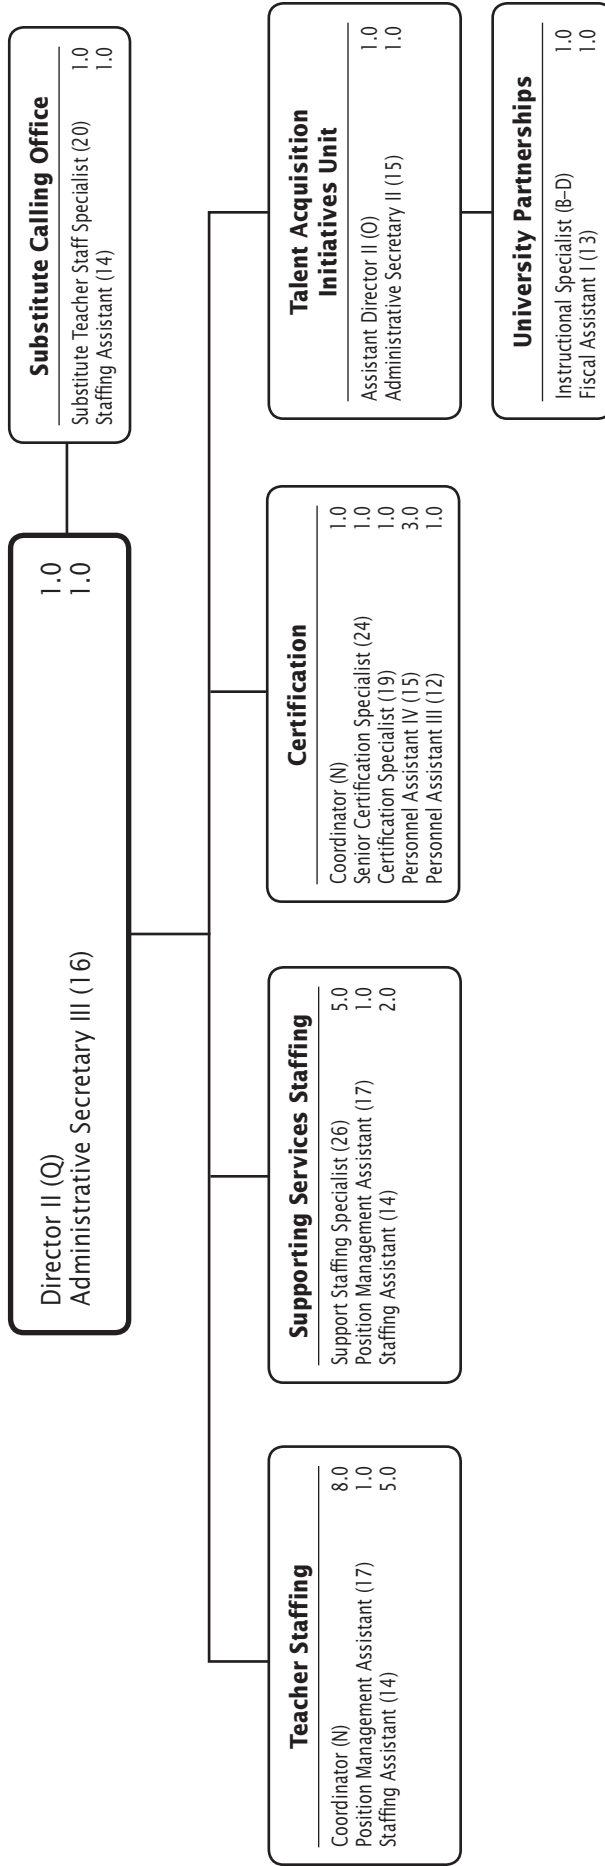 Director II (Q) 1.0
Administrative Secretary III (16) 1.0
Substitute Calling Office
Substitute Teacher Staff Specialist (20) 1.0
Staffing Assistant (14) 1.0
Teacher Staffing
Coordinator (N) 8.0
Position Management Assistant (17) 1.0
Staffing Assistant (14) 5.0
Supporting Services Staffing
Support Staffing Specialist (26) 5.0
Position Management Assistant (17) 1.0
Staffing Assistant (14) 2.0
Certification
Coordinator (N) 1.0
Senior Certification Specialist (24) 1.0
Certification Specialist (19) 1.0
Personnel Assistant IV (15) 3.0
Personnel Assistant III (12) 1.0
Talent Acquisition
Initiatives Unit
Assistant Director II (O) 1.0
Administrative Secretary II (15) 1.0
University Partnerships
Instructional Specialist (B–D) 1.0
Fiscal Assistant I (13) 1.0